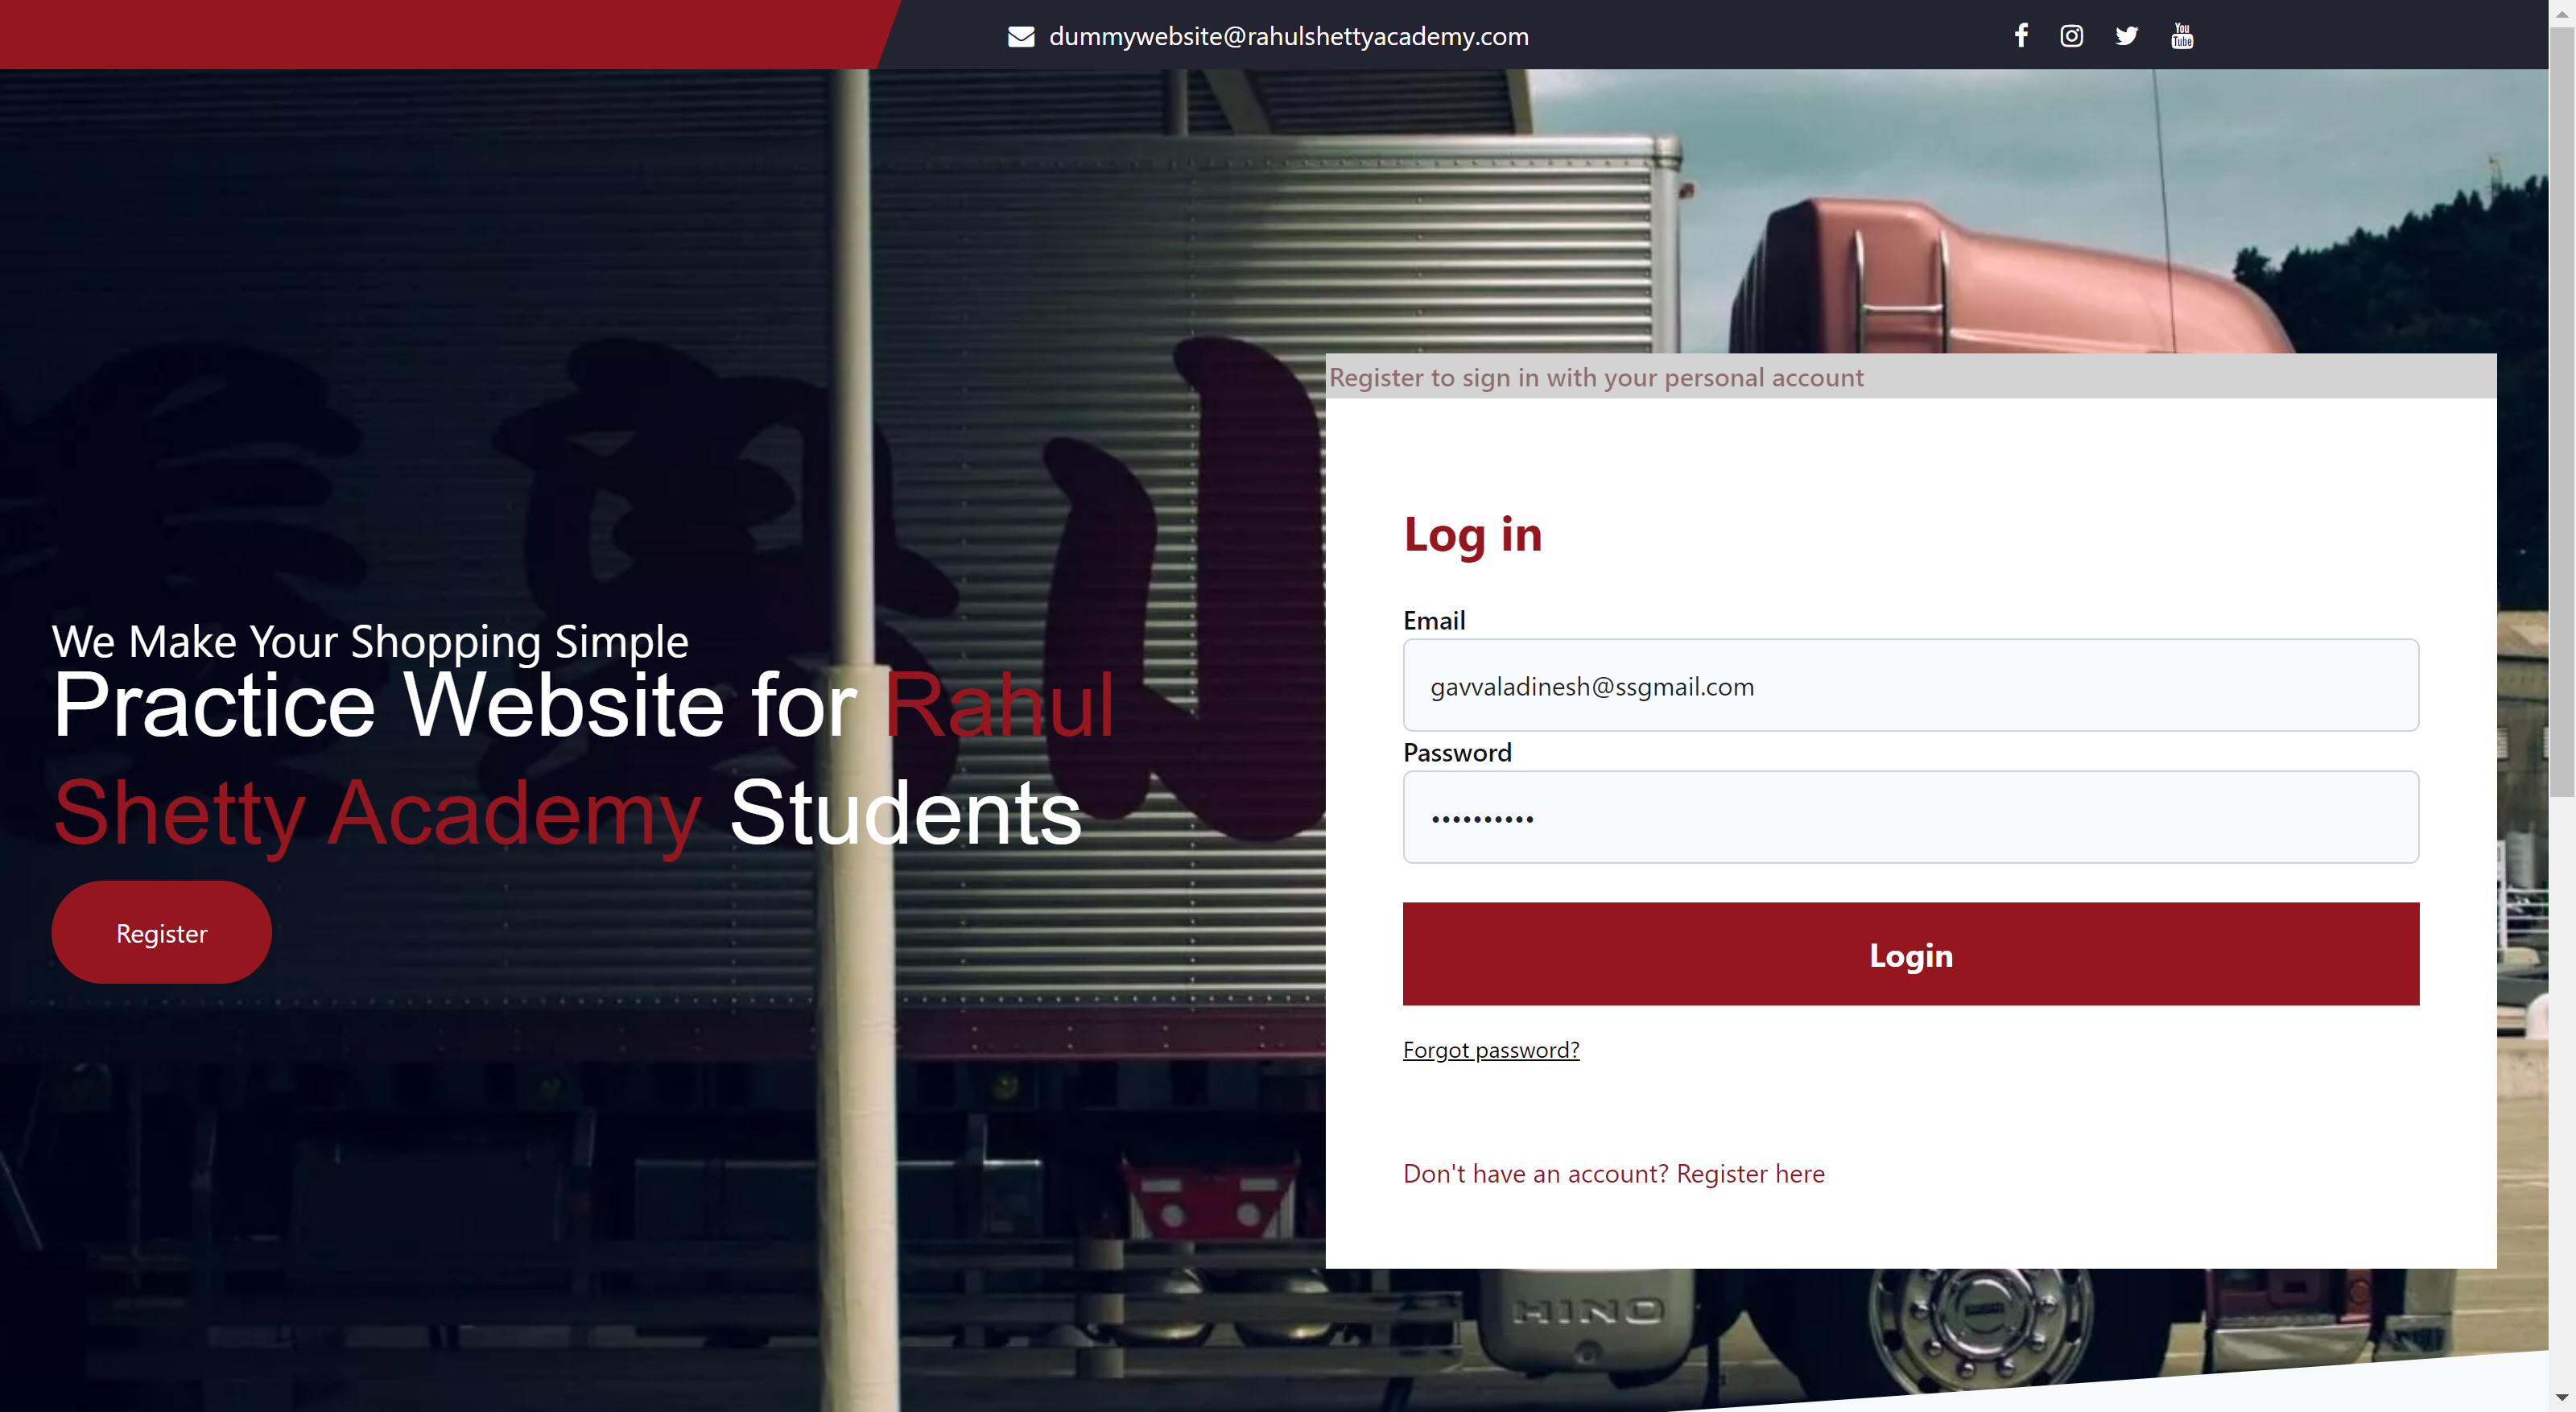 dummywebsite@rahulshettyacademy.com
You
Tube
We Make Your Shopping Simple
Practice Website for Rahul
Shetty Academy Students
Register
Register to sign in with your personal account
Log in
Email
gavvaladinesh@ssgmail.com
Password
••••••••••
Login
Forgot password?
Don't have an account? Register here
HINO